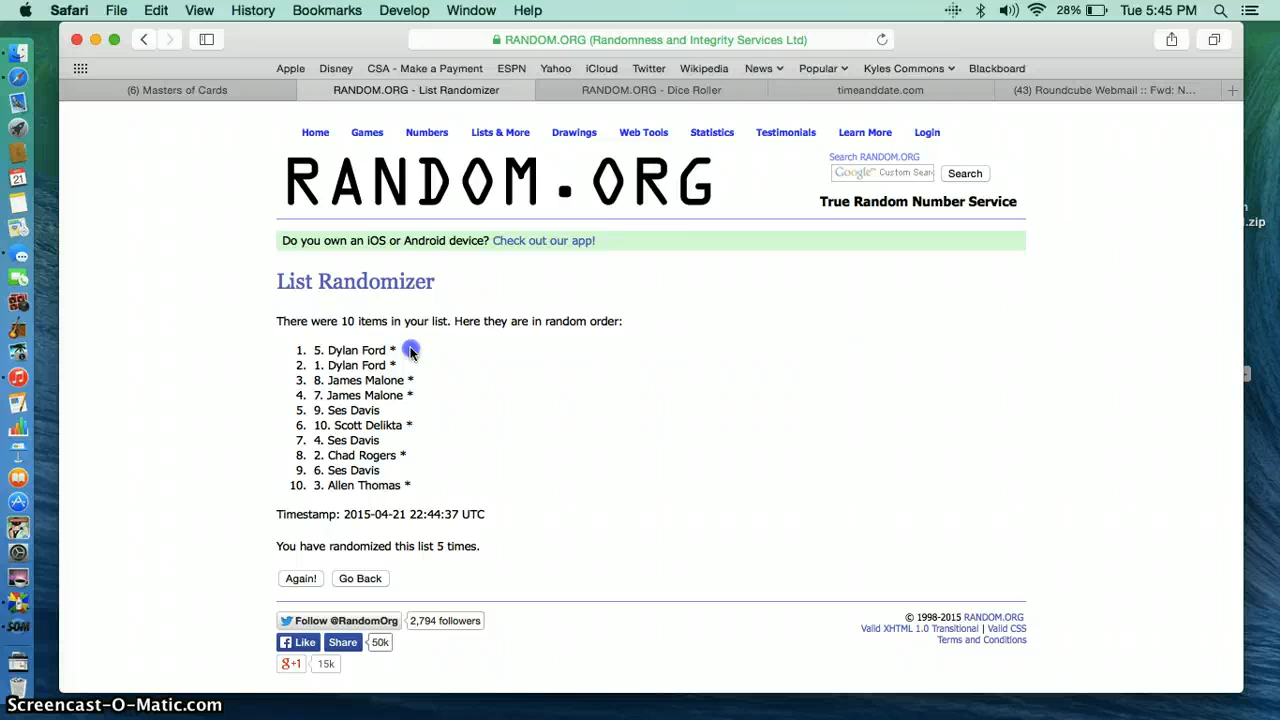 Safari File Edit View History Bookmarks Develop Window Help 28% Tue 5:45 PM
RANDOM.ORG (Randomness and Integrity Services Ltd)
Apple Disney CSA - Make a Payment ESPN Yahoo iCloud Twitter Wikipedia News Popular Kyles Commons Blackboard
(6) Masters of Cards RANDOM.ORG - List Randomizer RANDOM.ORG - Dice Roller timeanddate.com (43) Roundcube Webmail :: Fwd: N...
Home Games Numbers Lists & More Drawings Web Tools Statistics Testimonials Learn More Login
RANDOM.ORG
Search RANDOM.ORG
Google™ Custom Sear Search
True Random Number Service
Do you own an iOS or Android device? Check out our app!
List Randomizer
There were 10 items in your list. Here they are in random order:
1. 5. Dylan Ford *
2. 1. Dylan Ford *
3. 8. James Malone *
4. 7. James Malone *
5. 9. Ses Davis
6. 10. Scott Delikta *
7. 4. Ses Davis
8. 2. Chad Rogers *
9. 6. Ses Davis
10. 3. Allen Thomas *
Timestamp: 2015-04-21 22:44:37 UTC
You have randomized this list 5 times.
Again! Go Back
Follow @RandomOrg 2,794 followers
Like Share 50k
g+1 15k
© 1998-2015 RANDOM.ORG
Valid XHTML 1.0 Transitional | Valid CSS
Terms and Conditions
.zip
21
SOM
Screencast-O-Matic.com